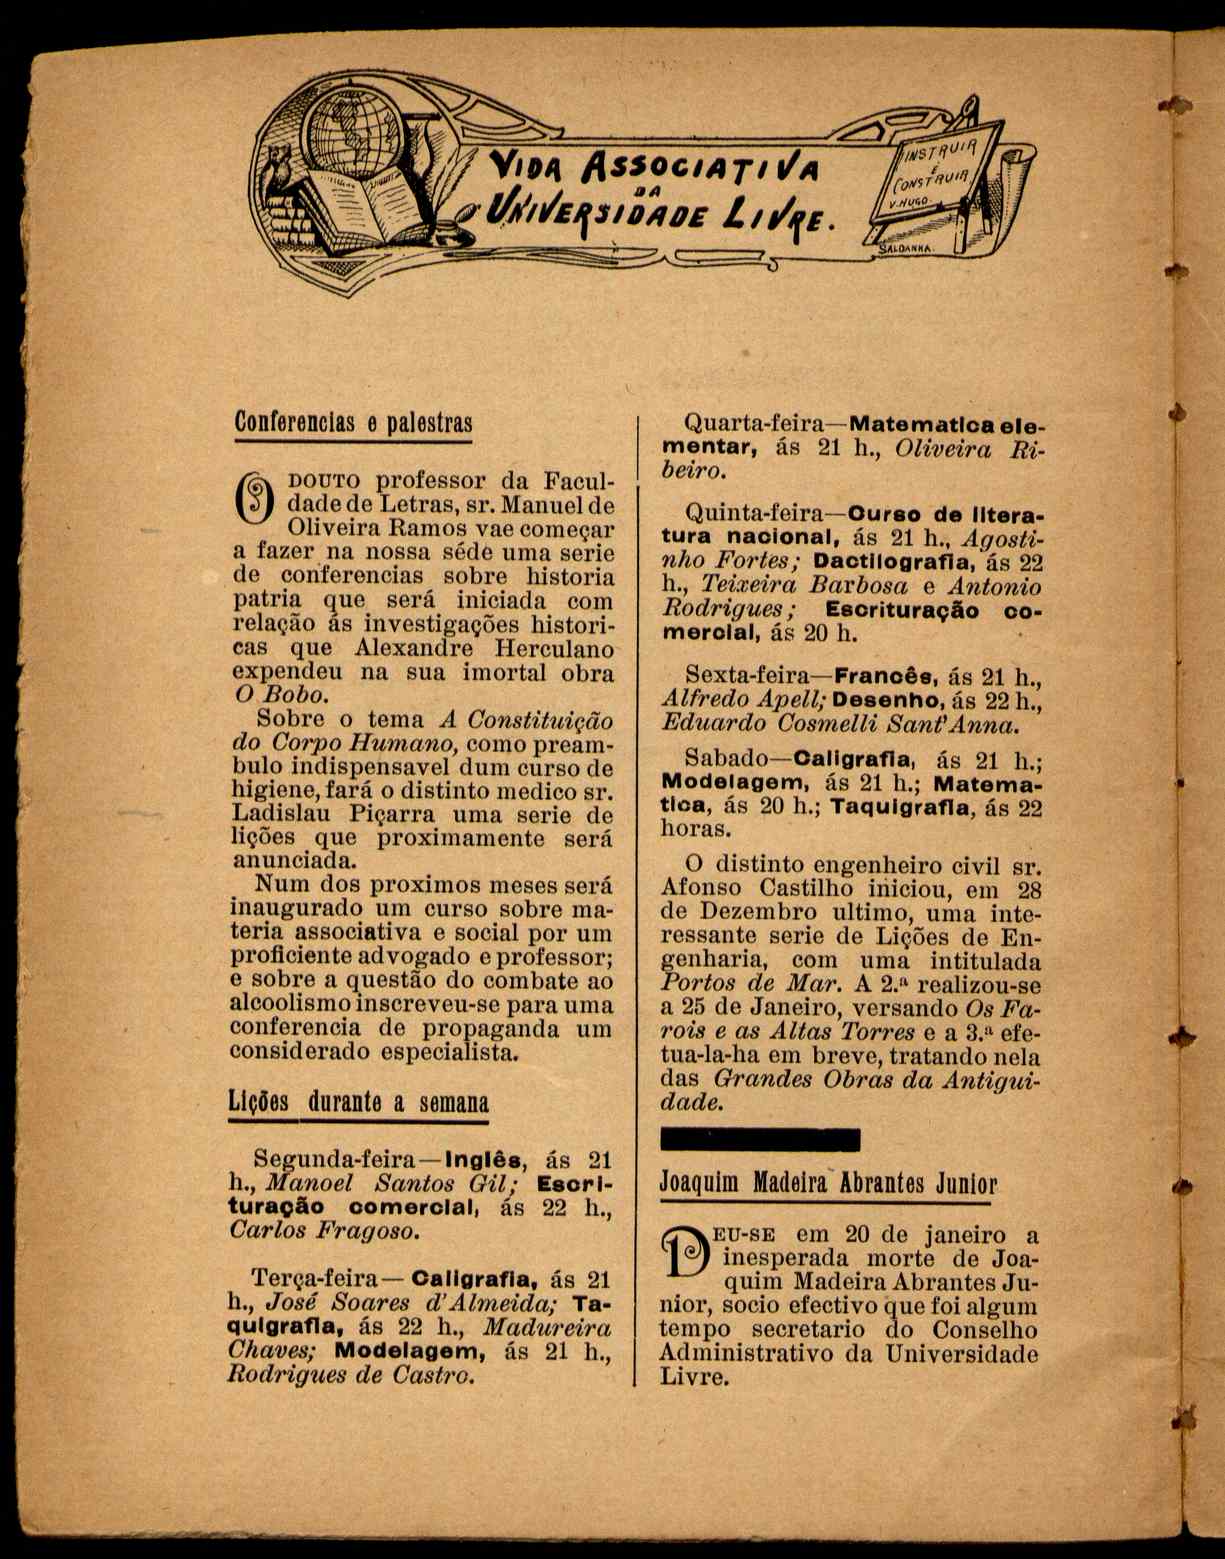 VIDA ASSOCIATIVA
DA
UNIVERSIDADE LIVRE.
INSTRUIR
É
CONSTRUIR
V. HUGO
SALDANHA.
Conferencias e palestras
O DOUTO professor da Facul-
dade de Letras, sr. Manuel de
Oliveira Ramos vae começar
a fazer na nossa séde uma serie
de conferencias sobre historia
patria que será iniciada com
relação ás investigações histori-
cas que Alexandre Herculano
expendeu na sua imortal obra
O Bobo.
Sobre o tema A Constituição
do Corpo Humano, como pream-
bulo indispensavel dum curso de
higiene, fará o distinto medico sr.
Ladislau Piçarra uma serie de
lições que proximamente será
anunciada.
Num dos proximos meses será
inaugurado um curso sobre ma-
teria associativa e social por um
proficiente advogado e professor;
e sobre a questão do combate ao
alcoolismo inscreveu-se para uma
conferencia de propaganda um
considerado especialista.
Lições durante a semana
Segunda-feira—Inglês, ás 21
h., Manoel Santos Gil; Escri-
turação comercial, ás 22 h.,
Carlos Fragoso.
Terça-feira—Caligrafia, ás 21
h., José Soares d'Almeida; Ta-
quigrafia, ás 22 h., Madureira
Chaves; Modelagem, ás 21 h.,
Rodrigues de Castro.
Quarta-feira—Matematica ele-
mentar, ás 21 h., Oliveira Ri-
beiro.
Quinta-feira—Curso de litera-
tura nacional, ás 21 h., Agosti-
nho Fortes; Dactilografia, ás 22
h., Teixeira Barbosa e Antonio
Rodrigues; Escrituração co-
mercial, ás 20 h.
Sexta-feira—Francês, ás 21 h.,
Alfredo Apell; Desenho, ás 22 h.,
Eduardo Cosmelli Sant'Anna.
Sabado—Caligrafia, ás 21 h.;
Modelagem, ás 21 h.; Matema-
tica, ás 20 h.; Taquigrafia, ás 22
horas.
O distinto engenheiro civil sr.
Afonso Castilho iniciou, em 28
de Dezembro ultimo, uma inte-
ressante serie de Lições de En-
genharia, com uma intitulada
Portos de Mar. A 2.ª realizou-se
a 25 de Janeiro, versando Os Fa-
rois e as Altas Torres e a 3.ª efe-
tua-la-ha em breve, tratando nela
das Grandes Obras da Antigui-
dade.
Joaquim Madeira Abrantes Junior
DEU-SE em 20 de janeiro a
inesperada morte de Joa-
quim Madeira Abrantes Ju-
nior, socio efectivo que foi algum
tempo secretario do Conselho
Administrativo da Universidade
Livre.